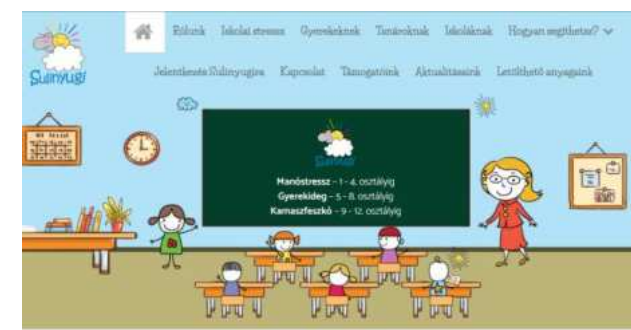 Rólunk Iskolai stressz Gyerekeknek Tanároknak Iskoláknak Hogyan segíthetsz?
Sulinyugi
Jelentkezés Sulinyugira Kapcsolat Támogatóink Aktualitásaink Letölthető anyagaink
Sulinyugi
Manóstressz – 1 - 4. osztályig
Gyerekideg – 5 - 8. osztályig
Kamaszfeszkó – 9 - 12. osztályig